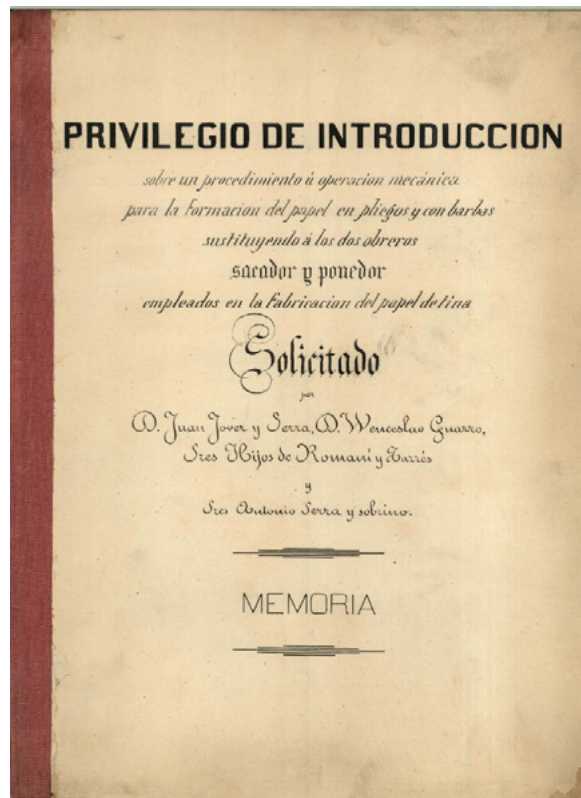 PRIVILEGIO DE INTRODUCCION
sobre un procedimiento ú operacion mecánica
para la Formacion del papel en pliegos y con barbas
sustituyendo á los dos obreros
sacador y ponedor
empleados en la Fabricacion del papel de tina
Solicitado
por
D. Juan Jover y Serra, D. Wenceslao Guarro,
Sres Hijos de Romaní y Tarrés
y
Sres Antonio Serra y sobrino.
MEMORIA